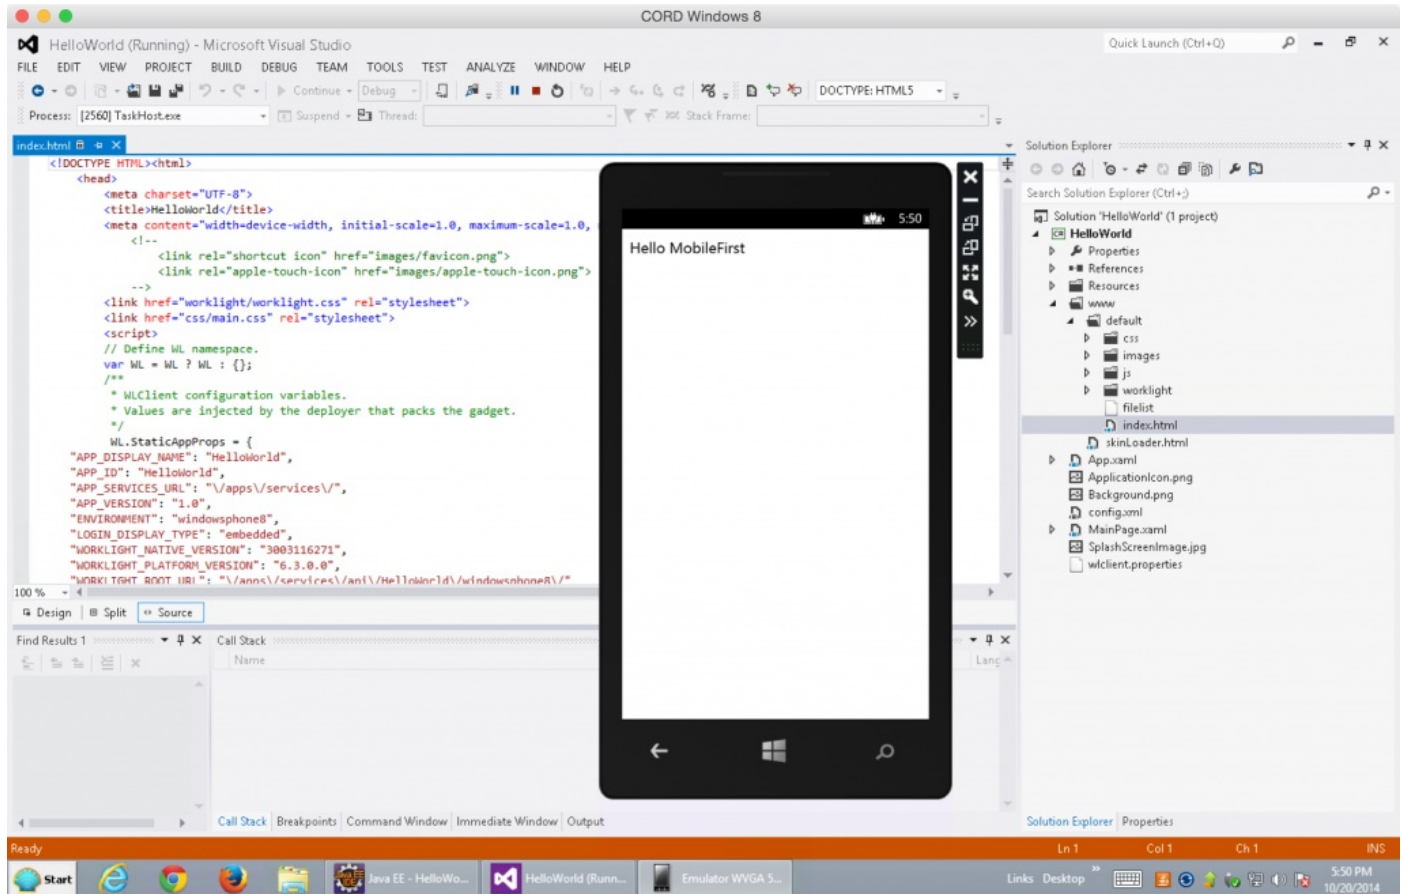 CORD Windows 8
HelloWorld (Running) - Microsoft Visual Studio
Quick Launch (Ctrl+Q)
FILE EDIT VIEW PROJECT BUILD DEBUG TEAM TOOLS TEST ANALYZE WINDOW HELP
Continue Debug DOCTYPE: HTML5
Process: [2560] TaskHost.exe Suspend Thread: Stack Frame:
index.html
<!DOCTYPE HTML><html>
<head>
<meta charset="UTF-8">
<title>HelloWorld</title>
<meta content="width=device-width, initial-scale=1.0, maximum-scale=1.0,
<!--
<link rel="shortcut icon" href="images/favicon.png">
<link rel="apple-touch-icon" href="images/apple-touch-icon.png">
-->
<link href="worklight/worklight.css" rel="stylesheet">
<link href="css/main.css" rel="stylesheet">
<script>
// Define WL namespace.
var WL = WL ? WL : {};
/**
* WLClient configuration variables.
* Values are injected by the deployer that packs the gadget.
*/
WL.StaticAppProps = {
"APP_DISPLAY_NAME": "HelloWorld",
"APP_ID": "HelloWorld",
"APP_SERVICES_URL": "\/apps\/services\/",
"APP_VERSION": "1.0",
"ENVIRONMENT": "windowsphone8",
"LOGIN_DISPLAY_TYPE": "embedded",
"WORKLIGHT_NATIVE_VERSION": "3003116271",
"WORKLIGHT_PLATFORM_VERSION": "6.3.0.0",
"WORKLIGHT_ROOT_URL": "\/apps\/services\/api\/HelloWorld\/windowsphone8\/"
100 %
Design Split Source
5:50
Hello MobileFirst
Solution Explorer
Search Solution Explorer (Ctrl+;)
Solution 'HelloWorld' (1 project)
HelloWorld
Properties
References
Resources
www
default
css
images
js
worklight
filelist
index.html
skinLoader.html
App.xaml
ApplicationIcon.png
Background.png
config.xml
MainPage.xaml
SplashScreenImage.jpg
wlclient.properties
Find Results 1
Call Stack
Name
Lang
Call Stack Breakpoints Command Window Immediate Window Output
Solution Explorer Properties
Ready
Ln 1 Col 1 Ch 1 INS
Start
Java EE - HelloWo...
HelloWorld (Runn...
Emulator WVGA 5...
Links Desktop
5:50 PM
10/20/2014